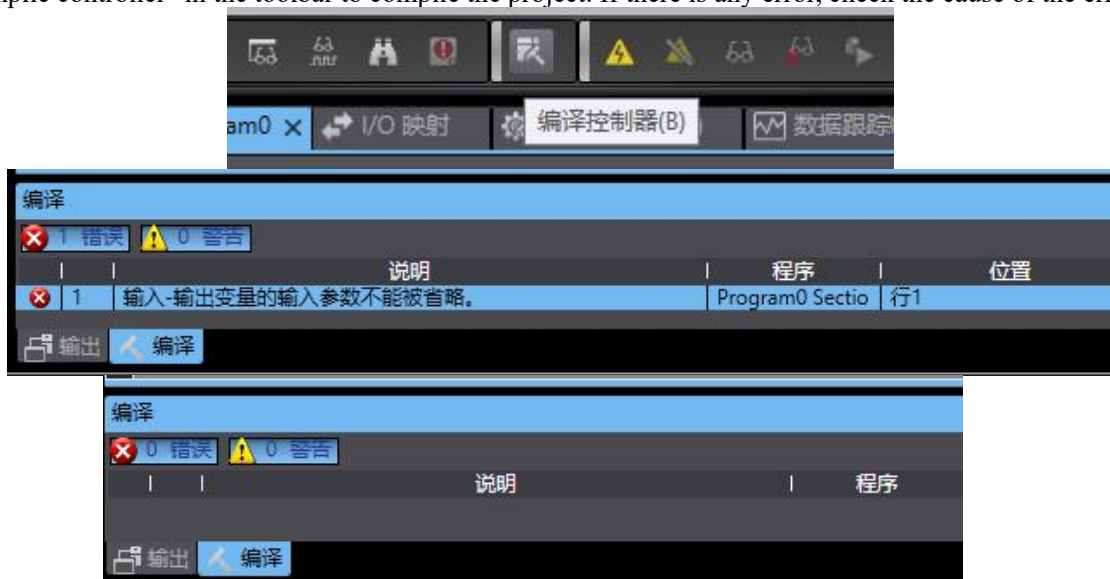 in the toolbar to compile the project. If there is any error, check the cause of the
am0 × I/O 映射 编译控制器(B) 数据跟踪
编译
1 错误 0 警告
说明 程序 位置
1 输入-输出变量的输入参数不能被省略。 Program0 Sectio 行1
输出 编译
编译
0 错误 0 警告
说明 程序
输出 编译